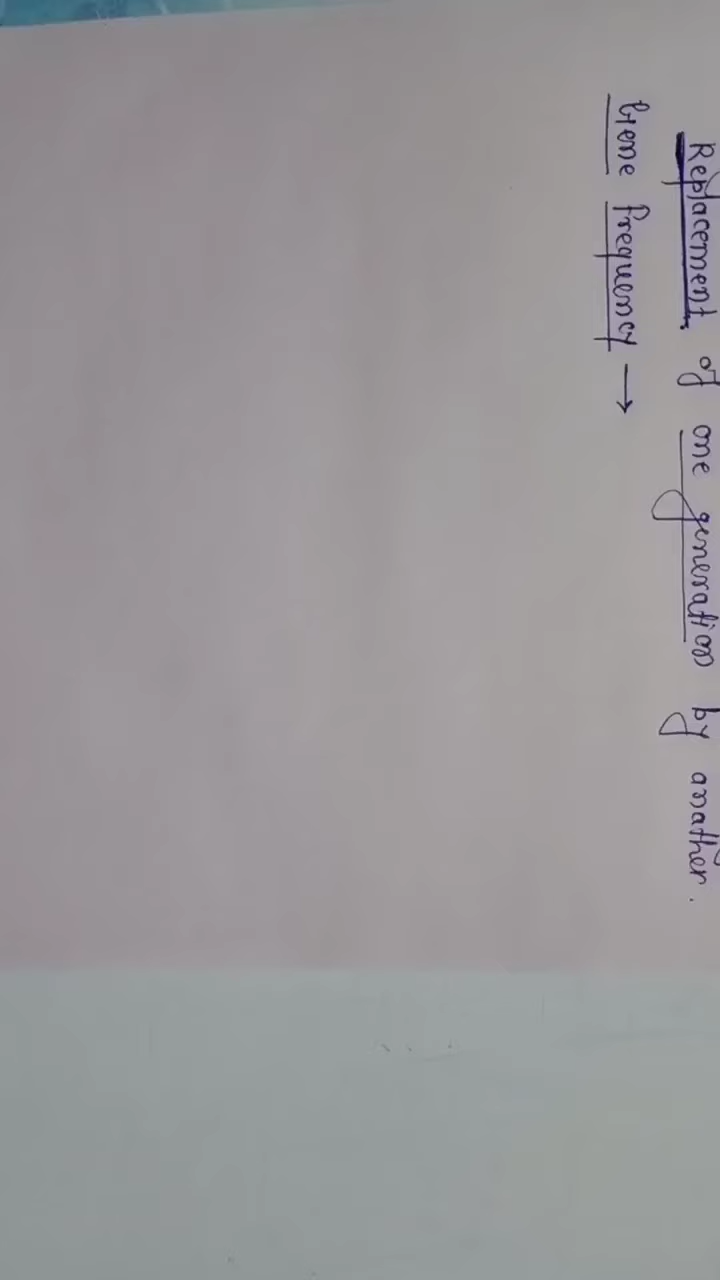 Replacement of one generation by another.
Gene frequency →